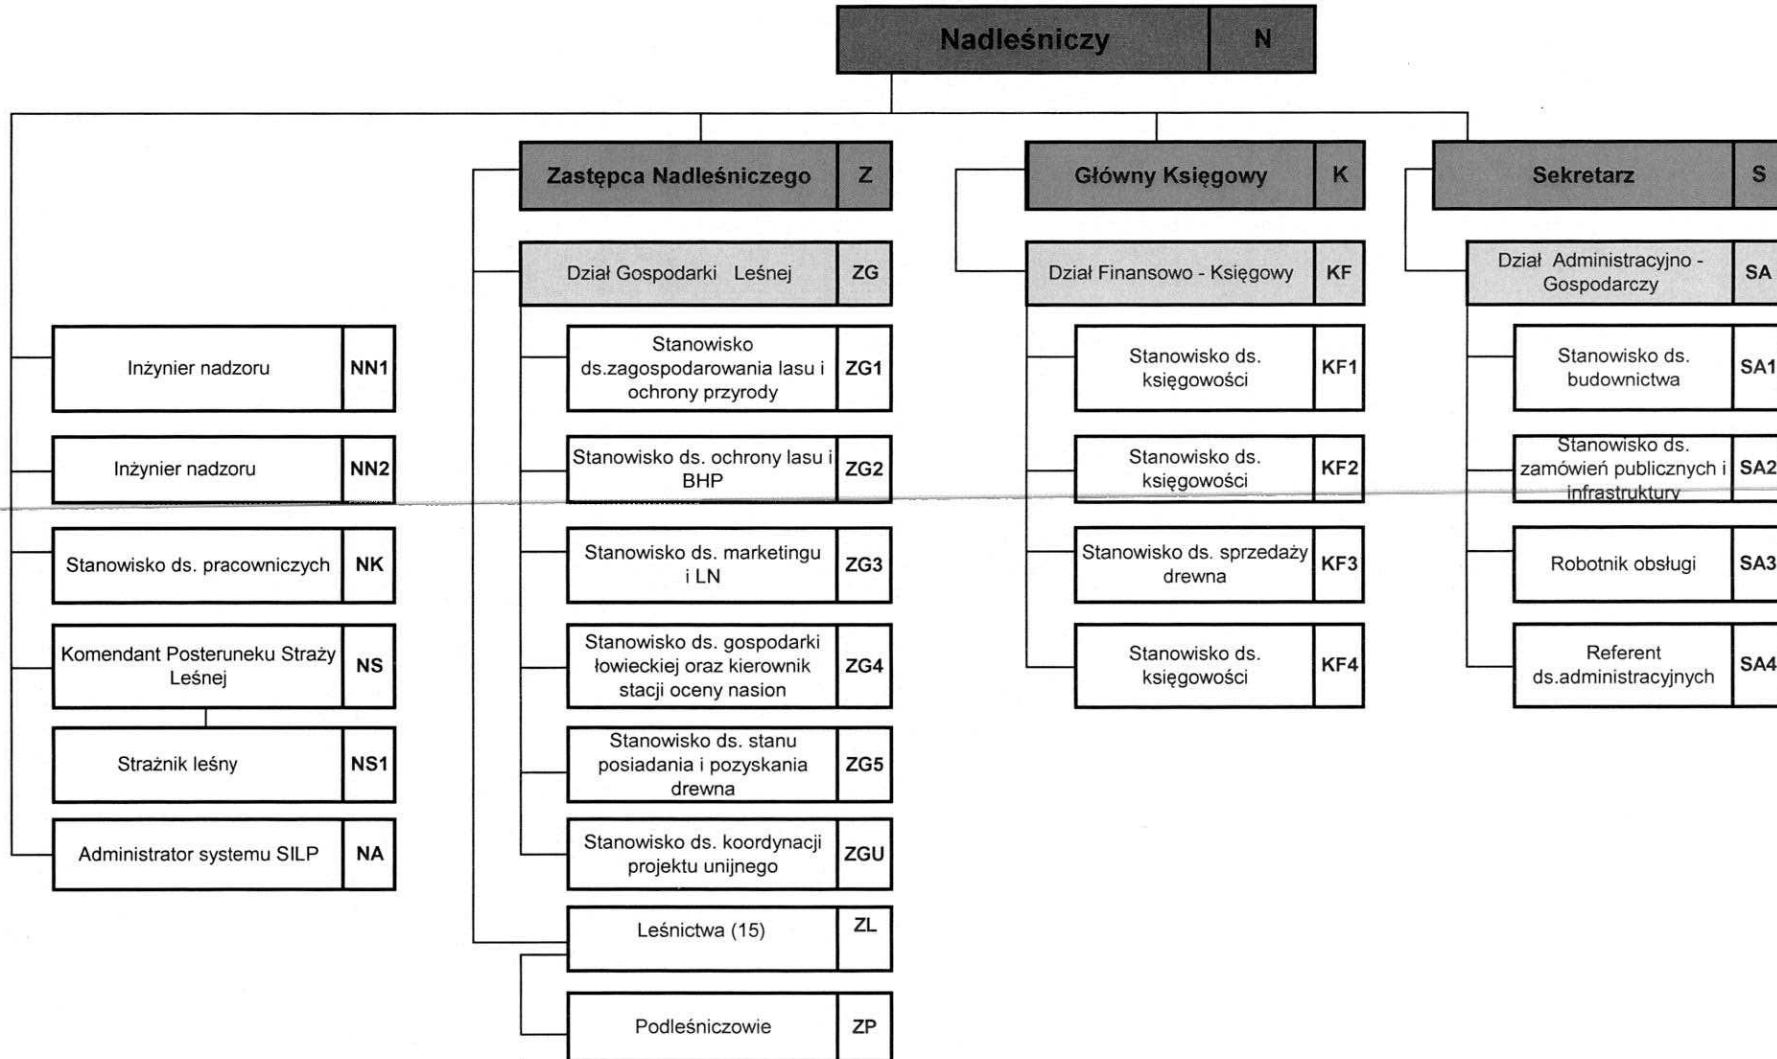 Nadleśniczy N
Zastępca Nadleśniczego Z
Główny Księgowy K
Sekretarz S
Dział Gospodarki Leśnej ZG
Dział Finansowo - Księgowy KF
Dział Administracyjno -
Gospodarczy SA
Inżynier nadzoru NN1
Inżynier nadzoru NN2
Stanowisko ds. pracowniczych NK
Komendant Posteruneku Straży
Leśnej NS
Strażnik leśny NS1
Administrator systemu SILP NA
Stanowisko
ds.zagospodarowania lasu i
ochrony przyrody ZG1
Stanowisko ds. ochrony lasu i
BHP ZG2
Stanowisko ds. marketingu
i LN ZG3
Stanowisko ds. gospodarki
łowieckiej oraz kierownik
stacji oceny nasion ZG4
Stanowisko ds. stanu
posiadania i pozyskania
drewna ZG5
Stanowisko ds. koordynacji
projektu unijnego ZGU
Leśnictwa (15) ZL
Podleśniczowie ZP
Stanowisko ds.
księgowości KF1
Stanowisko ds.
księgowości KF2
Stanowisko ds. sprzedaży
drewna KF3
Stanowisko ds.
księgowości KF4
Stanowisko ds.
budownictwa SA1
Stanowisko ds.
zamówień publicznych i
infrastruktury SA2
Robotnik obsługi SA3
Referent
ds.administracyjnych SA4